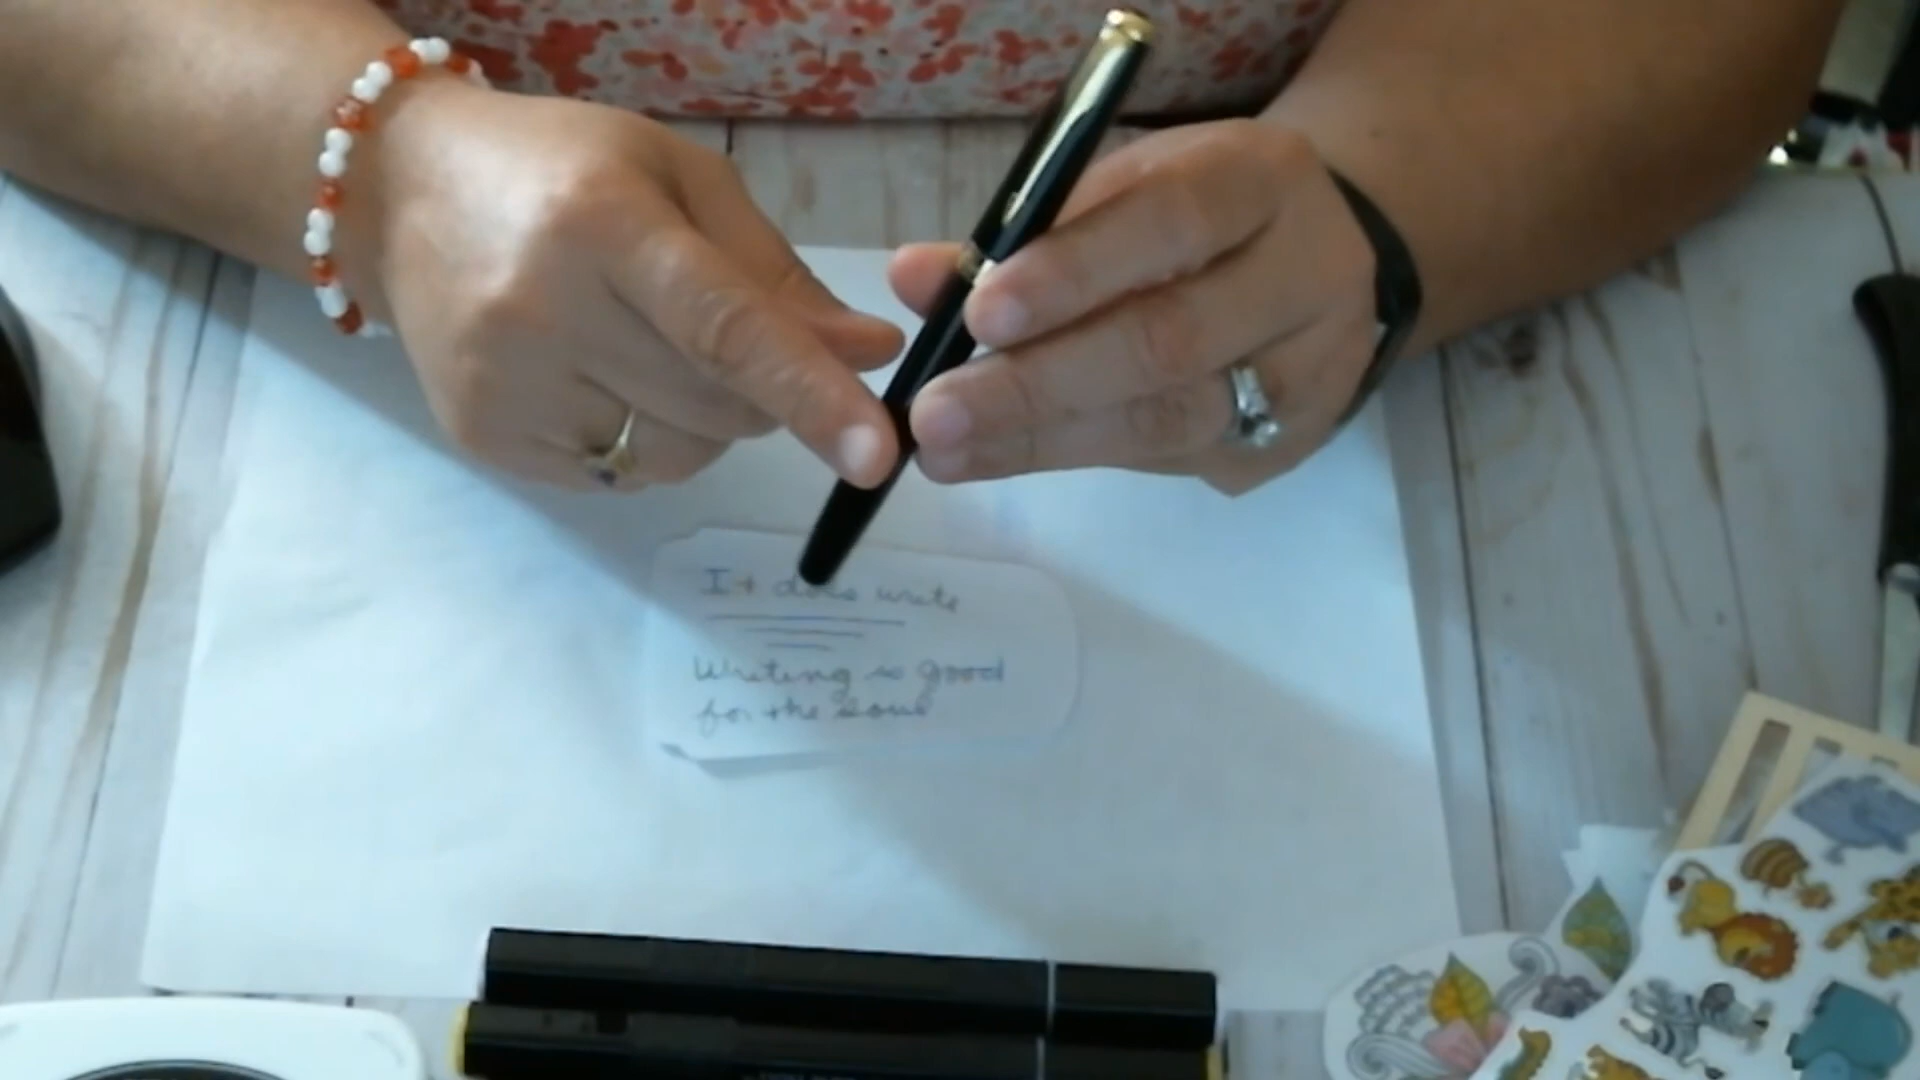 It does write
Writing is good
for the Soul